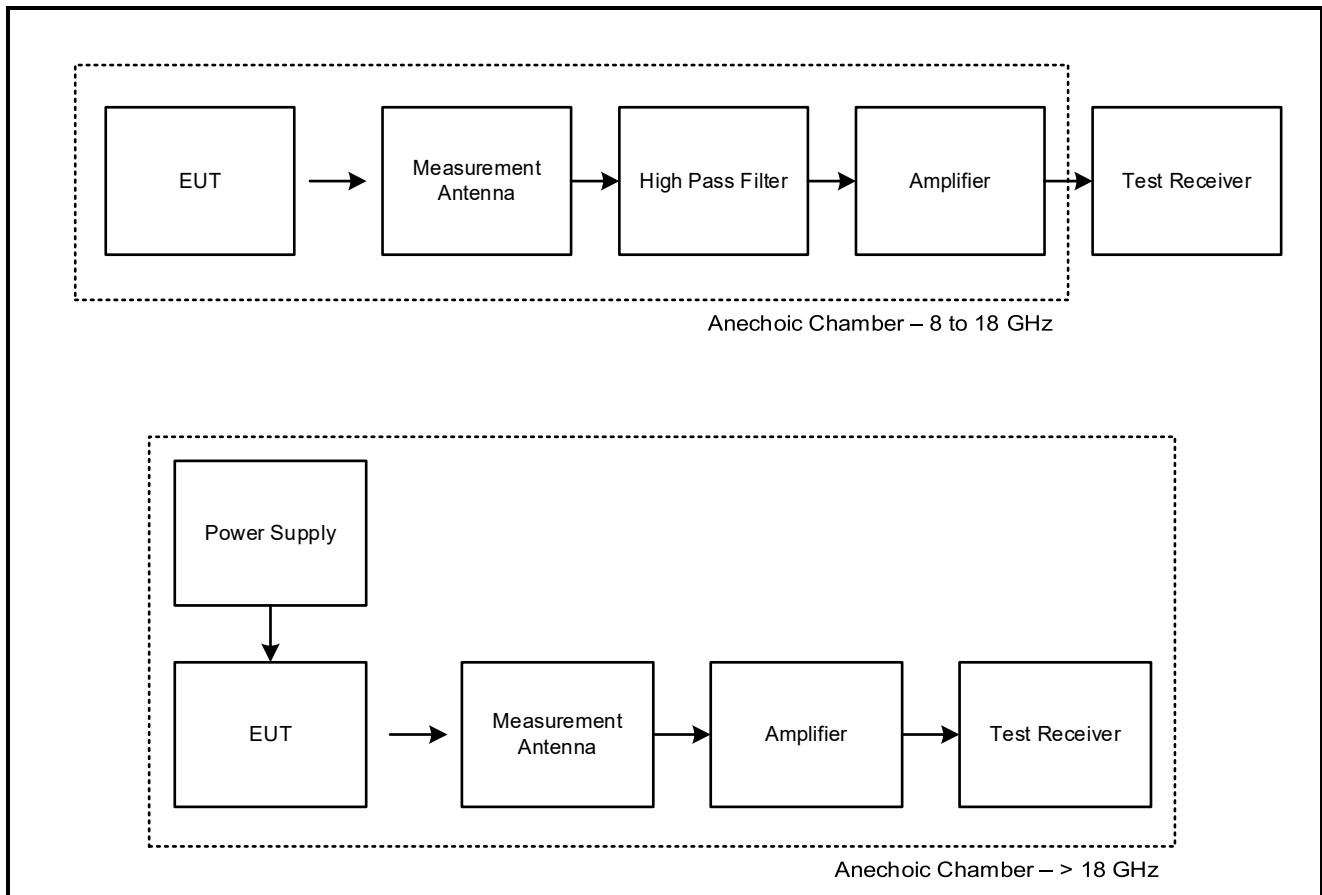 EUT
Measurement
Antenna
High Pass Filter
Amplifier
Test Receiver
Anechoic Chamber – 8 to 18 GHz
Power Supply
EUT
Measurement
Antenna
Amplifier
Test Receiver
Anechoic Chamber – > 18 GHz